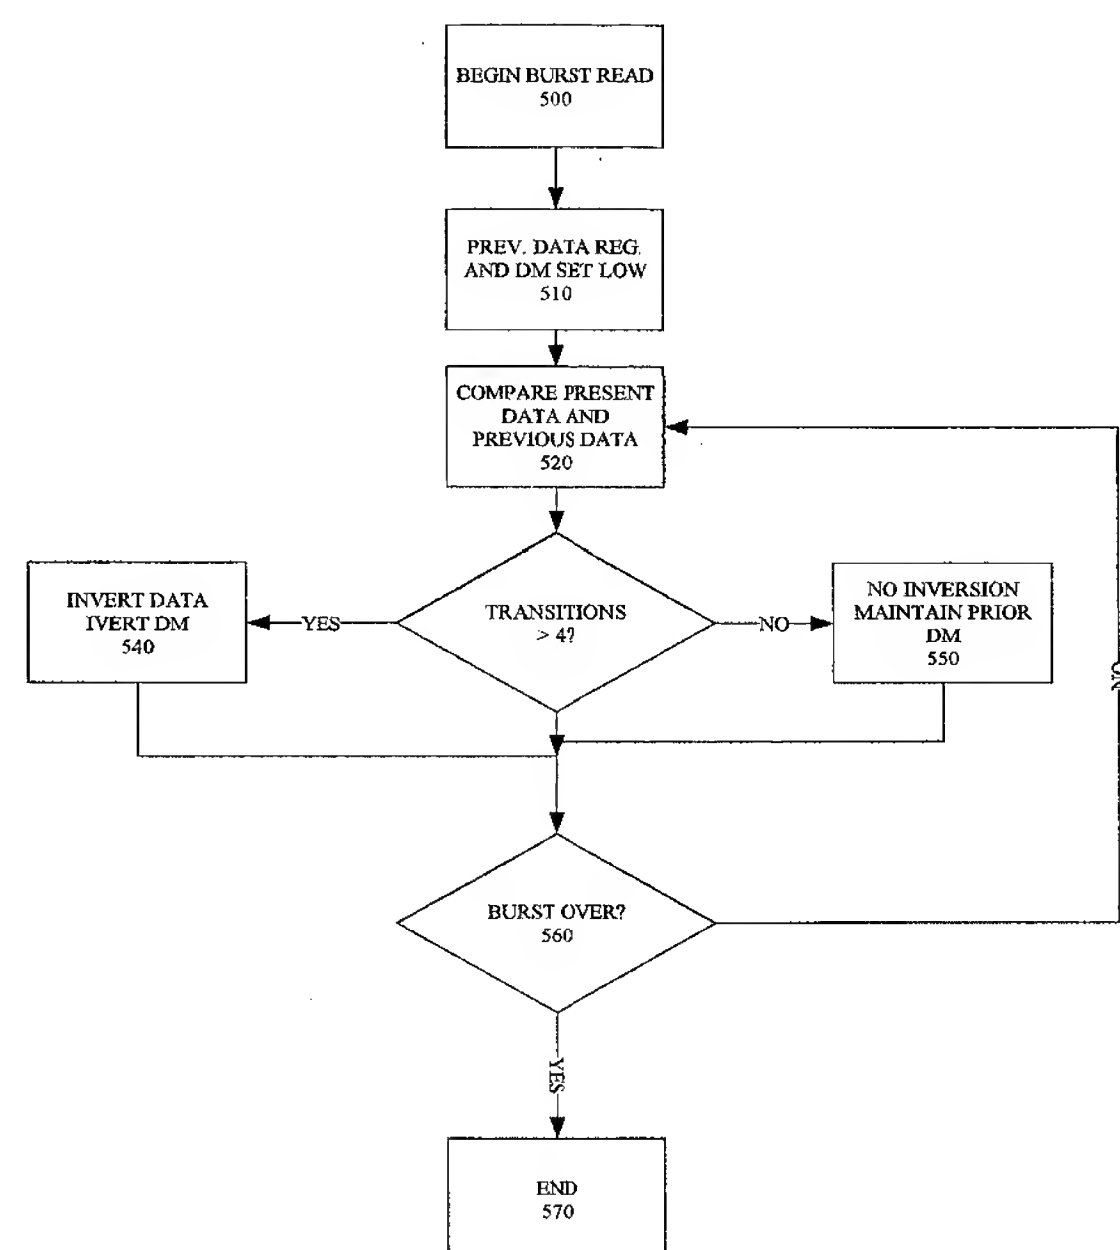 BEGIN BURST READ
500
PREV. DATA REG.
AND DM SET LOW
510
COMPARE PRESENT
DATA AND
PREVIOUS DATA
520
INVERT DATA
IVERT DM
540
YES
TRANSITIONS
> 4?
NO
NO INVERSION
MAINTAIN PRIOR
DM
550
NO
BURST OVER?
560
YES
END
570